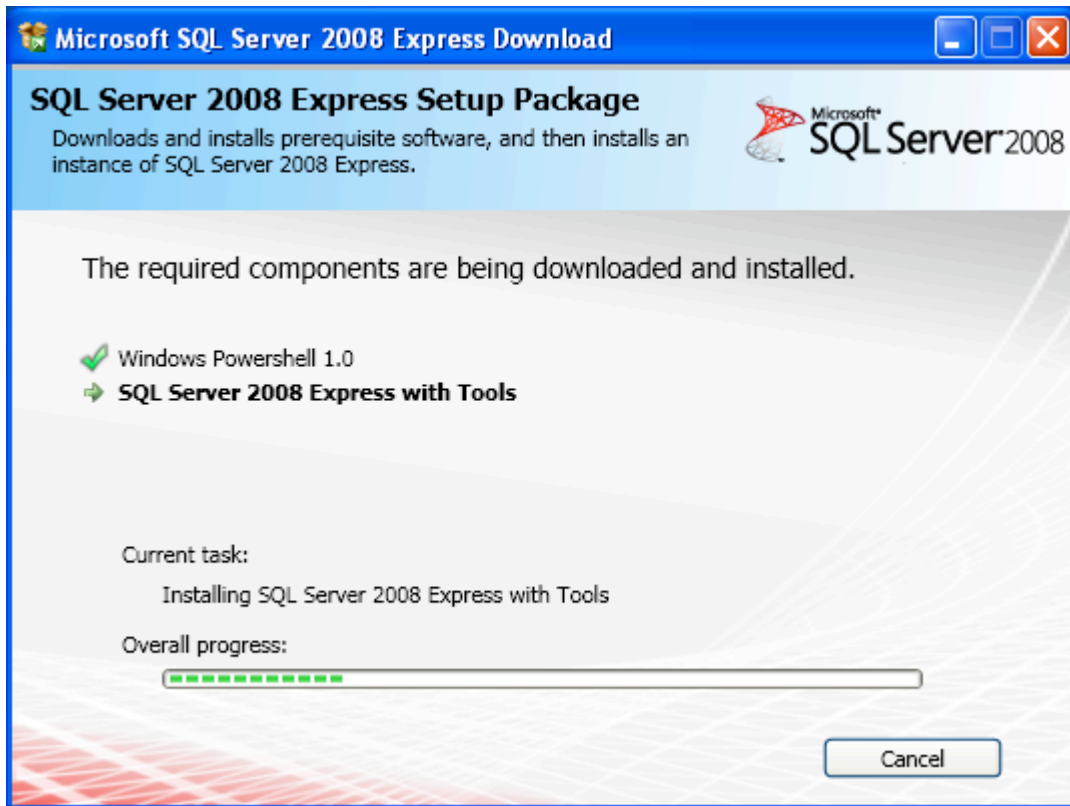 Microsoft SQL Server 2008 Express Download
SQL Server 2008 Express Setup Package
Downloads and installs prerequisite software, and then installs an
instance of SQL Server 2008 Express.
Microsoft®
SQL Server 2008
The required components are being downloaded and installed.
Windows Powershell 1.0
SQL Server 2008 Express with Tools
Current task:
Installing SQL Server 2008 Express with Tools
Overall progress:
Cancel